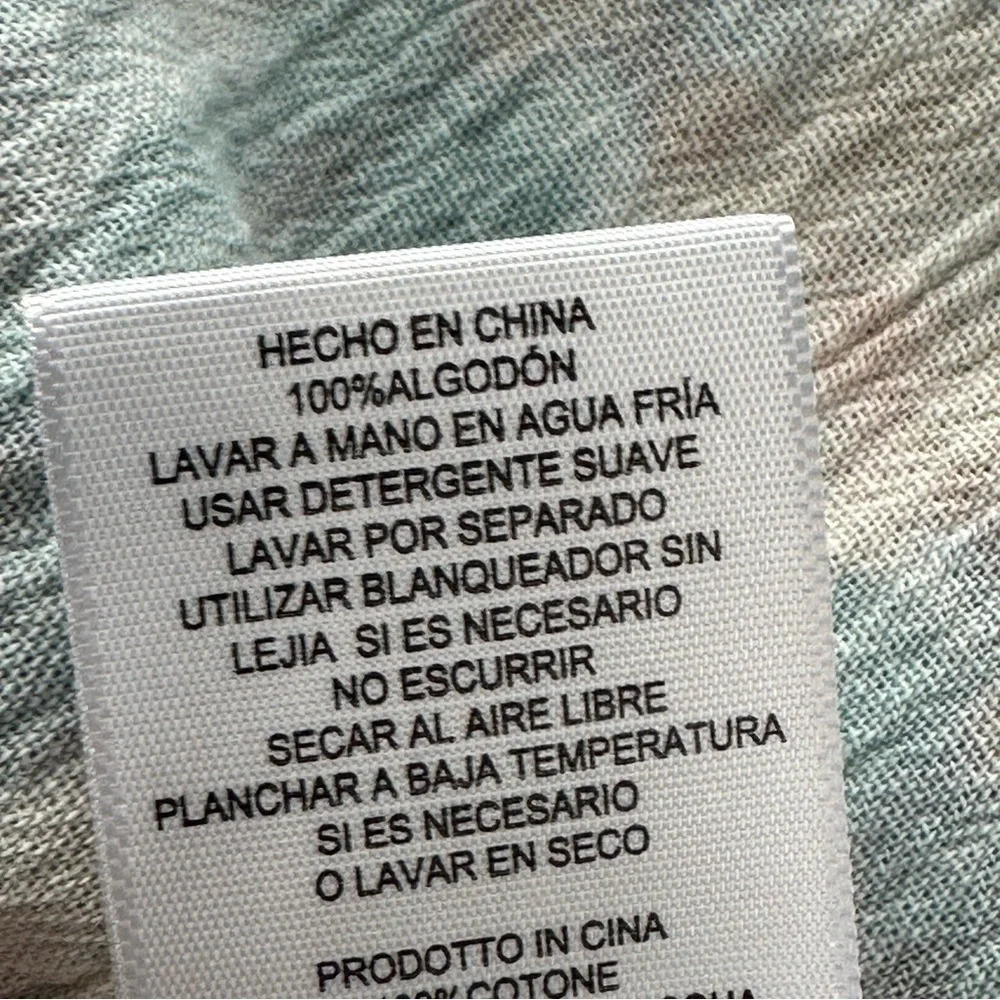 HECHO EN CHINA
100%ALGODÓN
LAVAR A MANO EN AGUA FRÍA
USAR DETERGENTE SUAVE
LAVAR POR SEPARADO
UTILIZAR BLANQUEADOR SIN
LEJIA SI ES NECESARIO
NO ESCURRIR
SECAR AL AIRE LIBRE
PLANCHAR A BAJA TEMPERATURA
SI ES NECESARIO
O LAVAR EN SECO
PRODOTTO IN CINA
100% COTONE